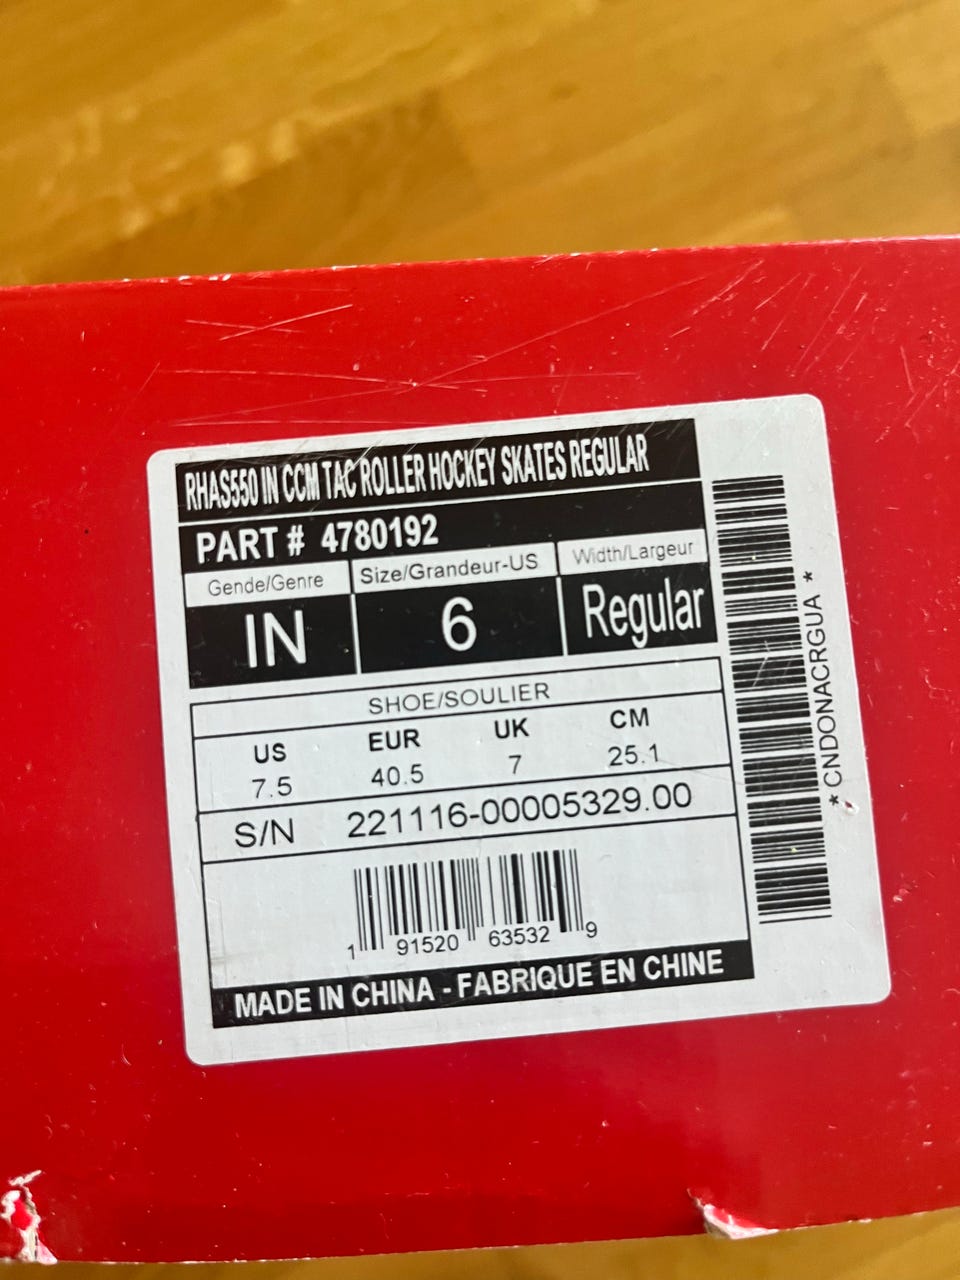 RHAS550 IN CCM TAC ROLLER HOCKEY SKATES REGULAR
PART # 4780192
Gende/Genre Size/Grandeur-US Width/Largeur
IN 6 Regular
SHOE/SOULIER
US EUR UK CM
7.5 40.5 7 25.1
S/N 221116-00005329.00
1 91520 63532 9
MADE IN CHINA - FABRIQUE EN CHINE
* CNDONACRGUA *